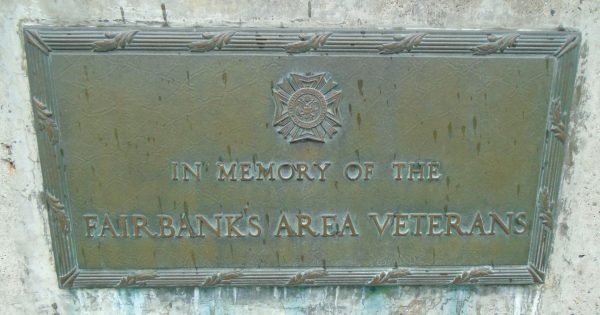 IN MEMORY OF THE
FAIRBANKS AREA VETERANS